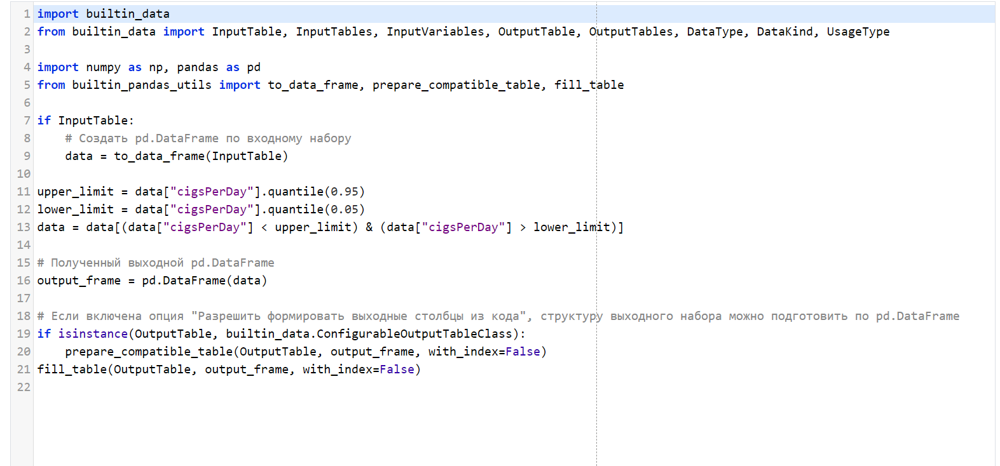 1 import builtin_data
2 from builtin_data import InputTable, InputTables, InputVariables, OutputTable, OutputTables, DataType, DataKind, UsageType
3
4 import numpy as np, pandas as pd
5 from builtin_pandas_utils import to_data_frame, prepare_compatible_table, fill_table
6
7 if InputTable:
8     # Создать pd.DataFrame по входному набору
9     data = to_data_frame(InputTable)
10
11 upper_limit = data["cigsPerDay"].quantile(0.95)
12 lower_limit = data["cigsPerDay"].quantile(0.05)
13 data = data[(data["cigsPerDay"] < upper_limit) & (data["cigsPerDay"] > lower_limit)]
14
15 # Полученный выходной pd.DataFrame
16 output_frame = pd.DataFrame(data)
17
18 # Если включена опция "Разрешить формировать выходные столбцы из кода", структуру выходного набора можно подготовить по pd.DataFrame
19 if isinstance(OutputTable, builtin_data.ConfigurableOutputTableClass):
20     prepare_compatible_table(OutputTable, output_frame, with_index=False)
21 fill_table(OutputTable, output_frame, with_index=False)
22